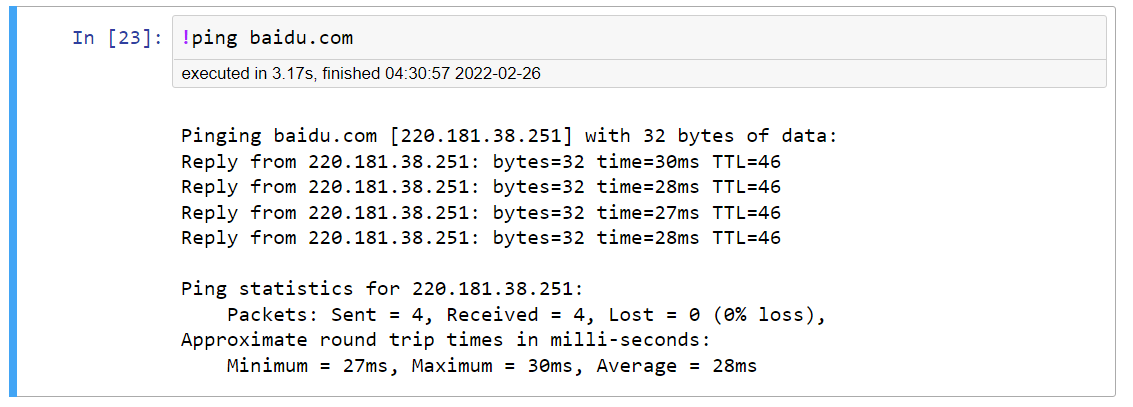 In [23]: !ping baidu.com
executed in 3.17s, finished 04:30:57 2022-02-26
Pinging baidu.com [220.181.38.251] with 32 bytes of data:
Reply from 220.181.38.251: bytes=32 time=30ms TTL=46
Reply from 220.181.38.251: bytes=32 time=28ms TTL=46
Reply from 220.181.38.251: bytes=32 time=27ms TTL=46
Reply from 220.181.38.251: bytes=32 time=28ms TTL=46
Ping statistics for 220.181.38.251:
    Packets: Sent = 4, Received = 4, Lost = 0 (0% loss),
Approximate round trip times in milli-seconds:
    Minimum = 27ms, Maximum = 30ms, Average = 28ms